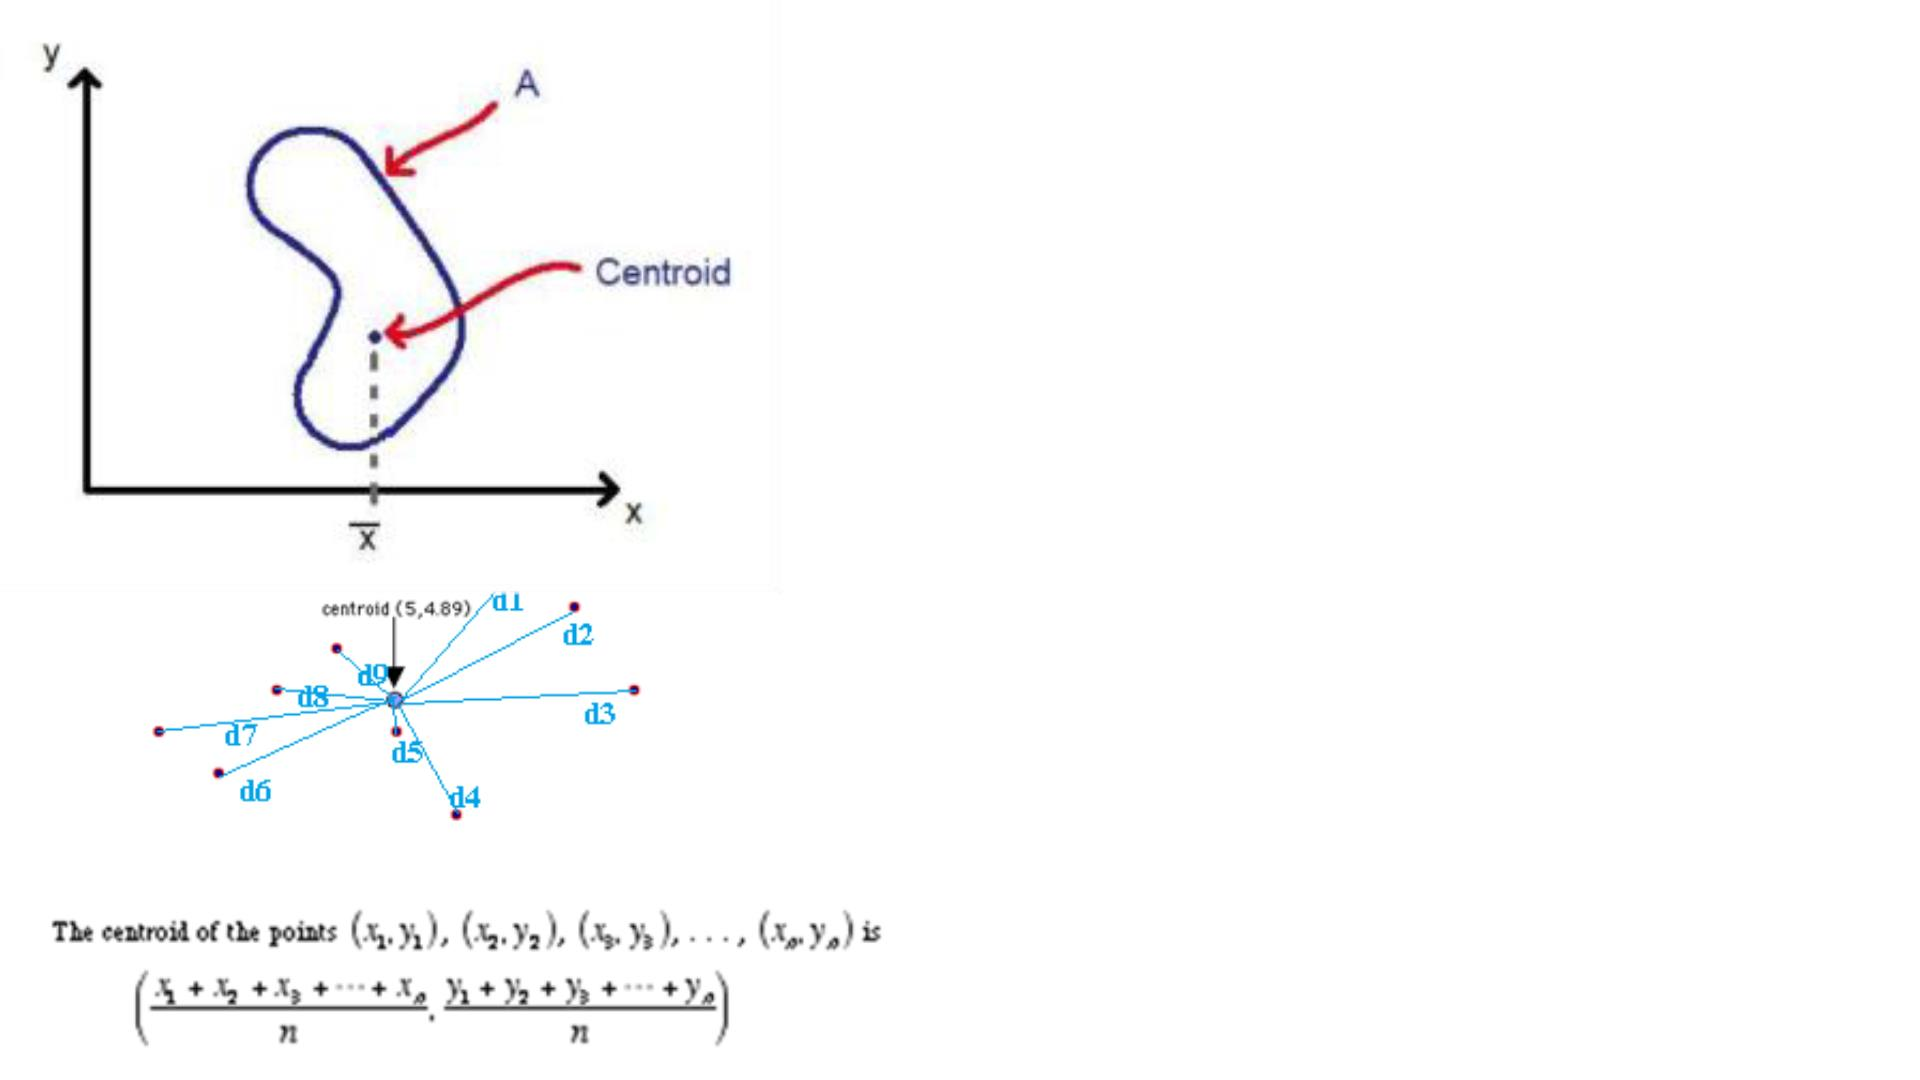 y
A
Centroid
x
x̄
centroid (5,4.89)
d1
d2
d9
d8
d3
d7
d5
d6
d4
The centroid of the points (x₁, y₁), (x₂, y₂), (x₃, y₃), . . . , (xₙ, yₙ) is
( (x₁ + x₂ + x₃ + ··· + xₙ)/n , (y₁ + y₂ + y₃ + ··· + yₙ)/n )